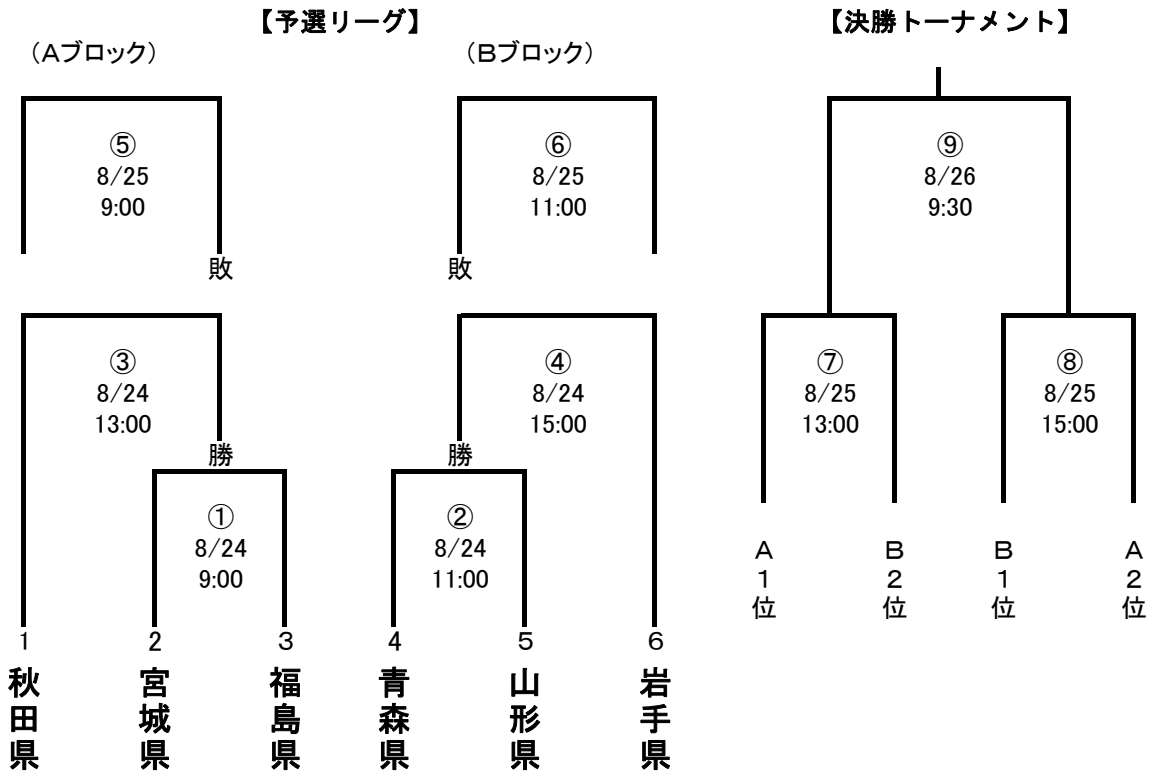 【予選リーグ】
【決勝トーナメント】
（Aブロック）
（Bブロック）
⑤
8/25
9:00
敗
⑥
8/25
11:00
敗
⑨
8/26
9:30
③
8/24
13:00
勝
④
8/24
15:00
勝
⑦
8/25
13:00
⑧
8/25
15:00
①
8/24
9:00
②
8/24
11:00
A1位
B2位
B1位
A2位
1
2
3
4
5
6
秋田県
宮城県
福島県
青森県
山形県
岩手県